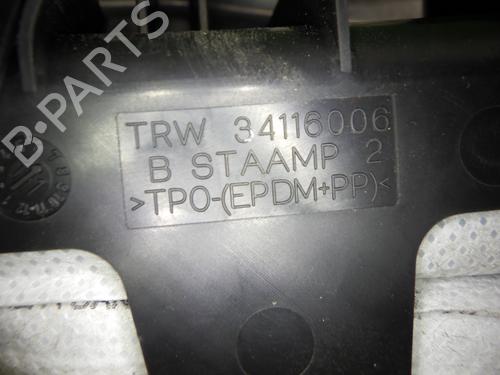 TRW 34116006
B STAAMP 2
>TPO-(EPDM+PP)<
B-PARTS